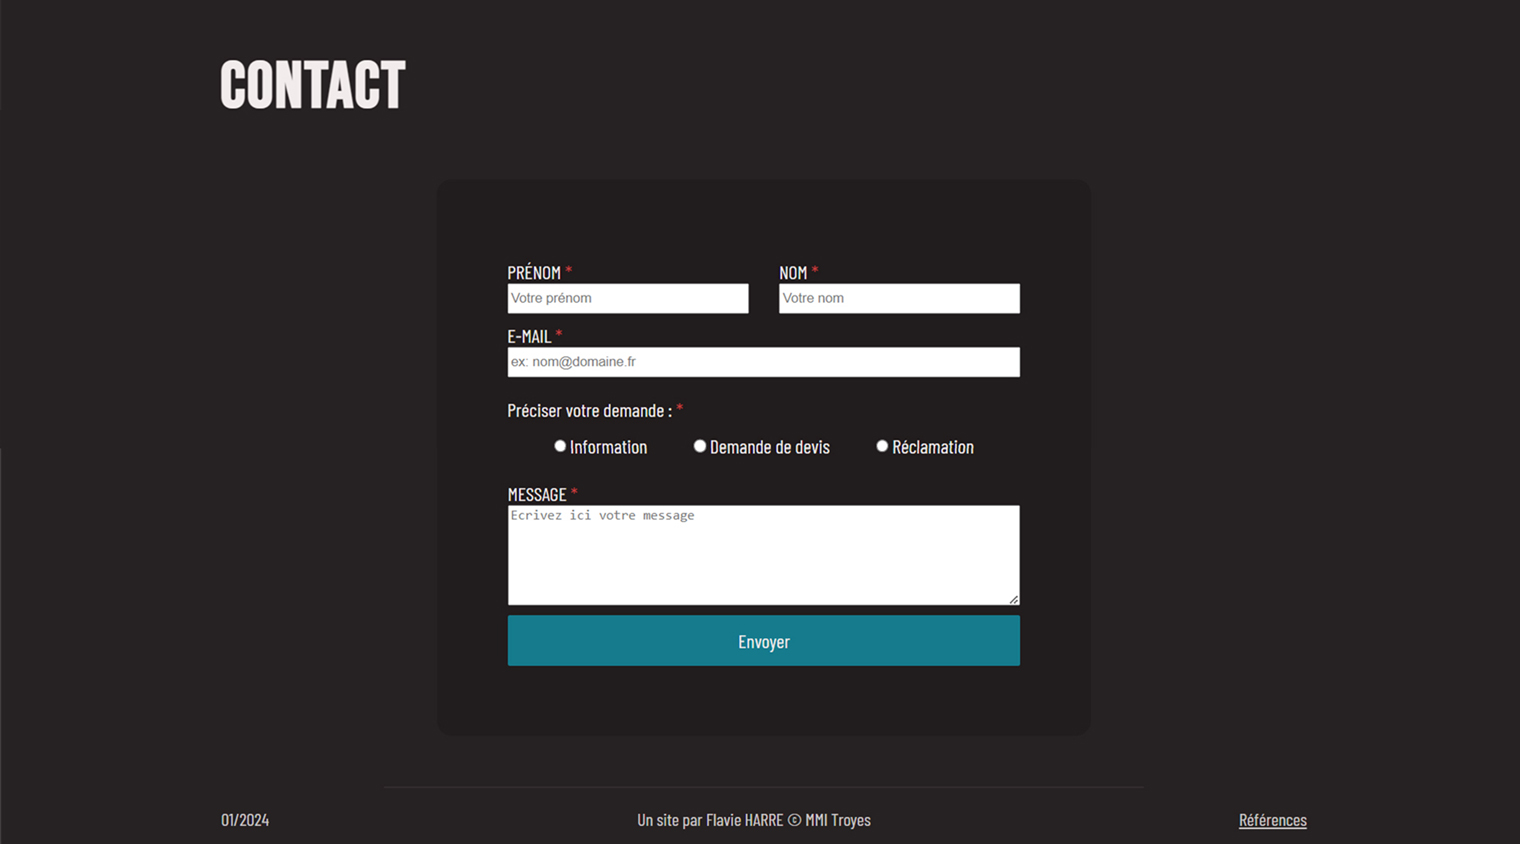 CONTACT
PRÉNOM * NOM *
Votre prénom Votre nom
E-MAIL *
ex: nom@domaine.fr
Préciser votre demande : *
Information Demande de devis Réclamation
MESSAGE *
Ecrivez ici votre message
Envoyer
01/2024 Un site par Flavie HARRE © MMI Troyes Références